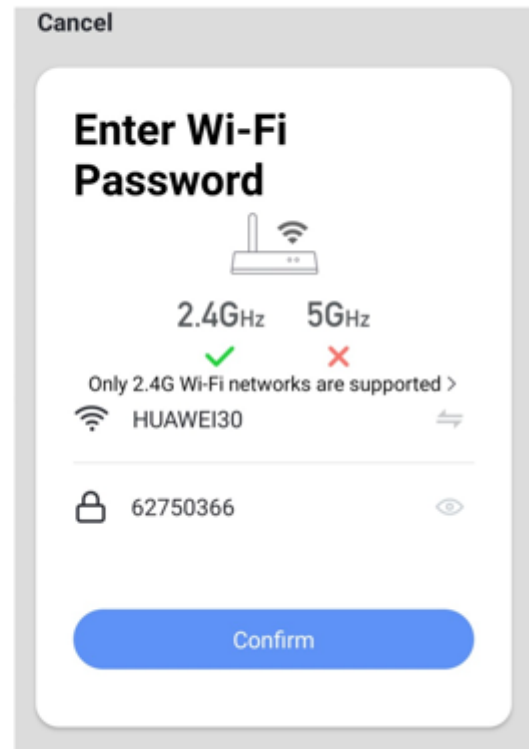 Cancel
Enter Wi-Fi
Password
2.4GHz 5GHz
Only 2.4G Wi-Fi networks are supported >
HUAWEI30
62750366
Confirm